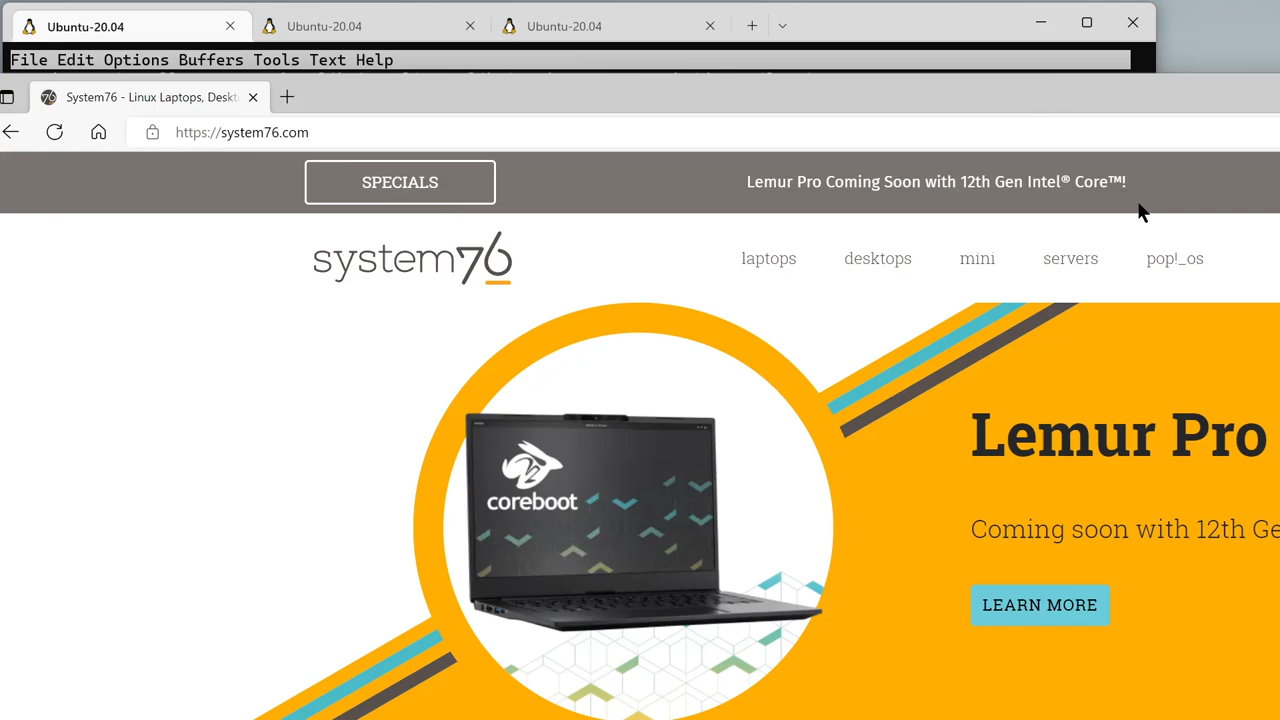 Ubuntu-20.04
Ubuntu-20.04
Ubuntu-20.04
File Edit Options Buffers Tools Text Help
System76 - Linux Laptops, Deskt
https://system76.com
SPECIALS
Lemur Pro Coming Soon with 12th Gen Intel® Core™!
system76
laptops
desktops
mini
servers
pop!_os
coreboot
Lemur Pro
Coming soon with 12th Ge
LEARN MORE